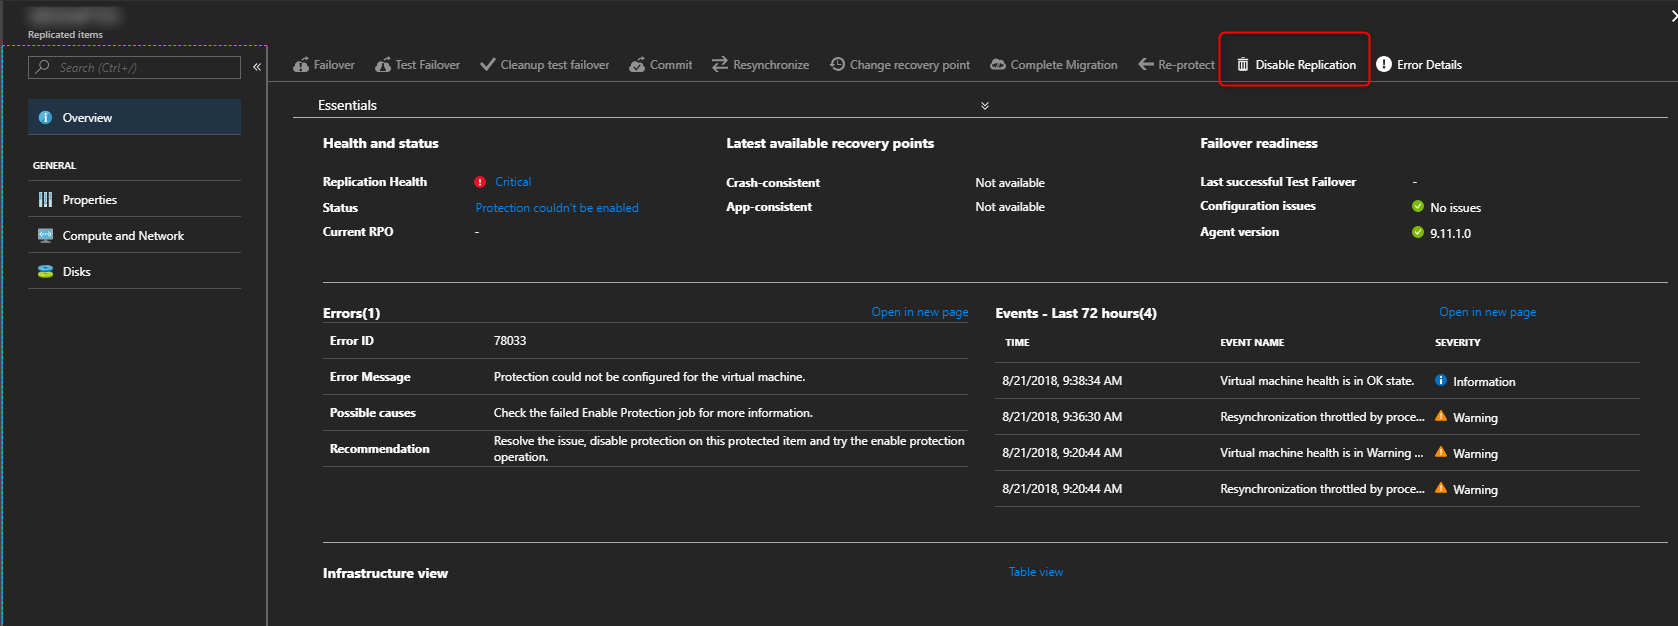 Replicated items
Search (Ctrl+/)
«
Overview
GENERAL
Properties
Compute and Network
Disks
Failover Test Failover Cleanup test failover Commit Resynchronize Change recovery point Complete Migration Re-protect Disable Replication Error Details
Essentials
Health and status
Replication Health Critical
Status Protection couldn't be enabled
Current RPO -
Latest available recovery points
Crash-consistent Not available
App-consistent Not available
Failover readiness
Last successful Test Failover -
Configuration issues No issues
Agent version 9.11.1.0
Errors(1) Open in new page
Error ID 78033
Error Message Protection could not be configured for the virtual machine.
Possible causes Check the failed Enable Protection job for more information.
Recommendation Resolve the issue, disable protection on this protected item and try the enable protection
operation.
Events - Last 72 hours(4) Open in new page
TIME EVENT NAME SEVERITY
8/21/2018, 9:38:34 AM Virtual machine health is in OK state. Information
8/21/2018, 9:36:30 AM Resynchronization throttled by proce... Warning
8/21/2018, 9:20:44 AM Virtual machine health is in Warning ... Warning
8/21/2018, 9:20:44 AM Resynchronization throttled by proce... Warning
Infrastructure view Table view